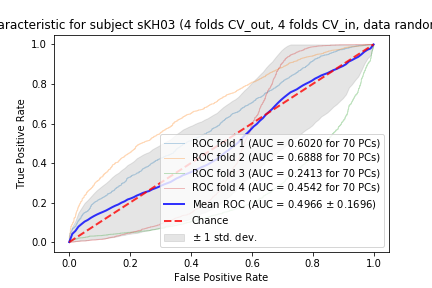 aracteristic for subject sKH03 (4 folds CV_out, 4 folds CV_in, data
True Positive Rate
1.0
0.8
0.6
0.4
0.2
0.0
ROC fold 1 (AUC = 0.6020 for 70 PCs)
ROC fold 2 (AUC = 0.6888 for 70 PCs)
ROC fold 3 (AUC = 0.2413 for 70 PCs)
ROC fold 4 (AUC = 0.4542 for 70 PCs)
Mean ROC (AUC = 0.4966 ± 0.1696)
Chance
± 1 std. dev.
0.0 0.2 0.4 0.6 0.8 1.0
False Positive Rate